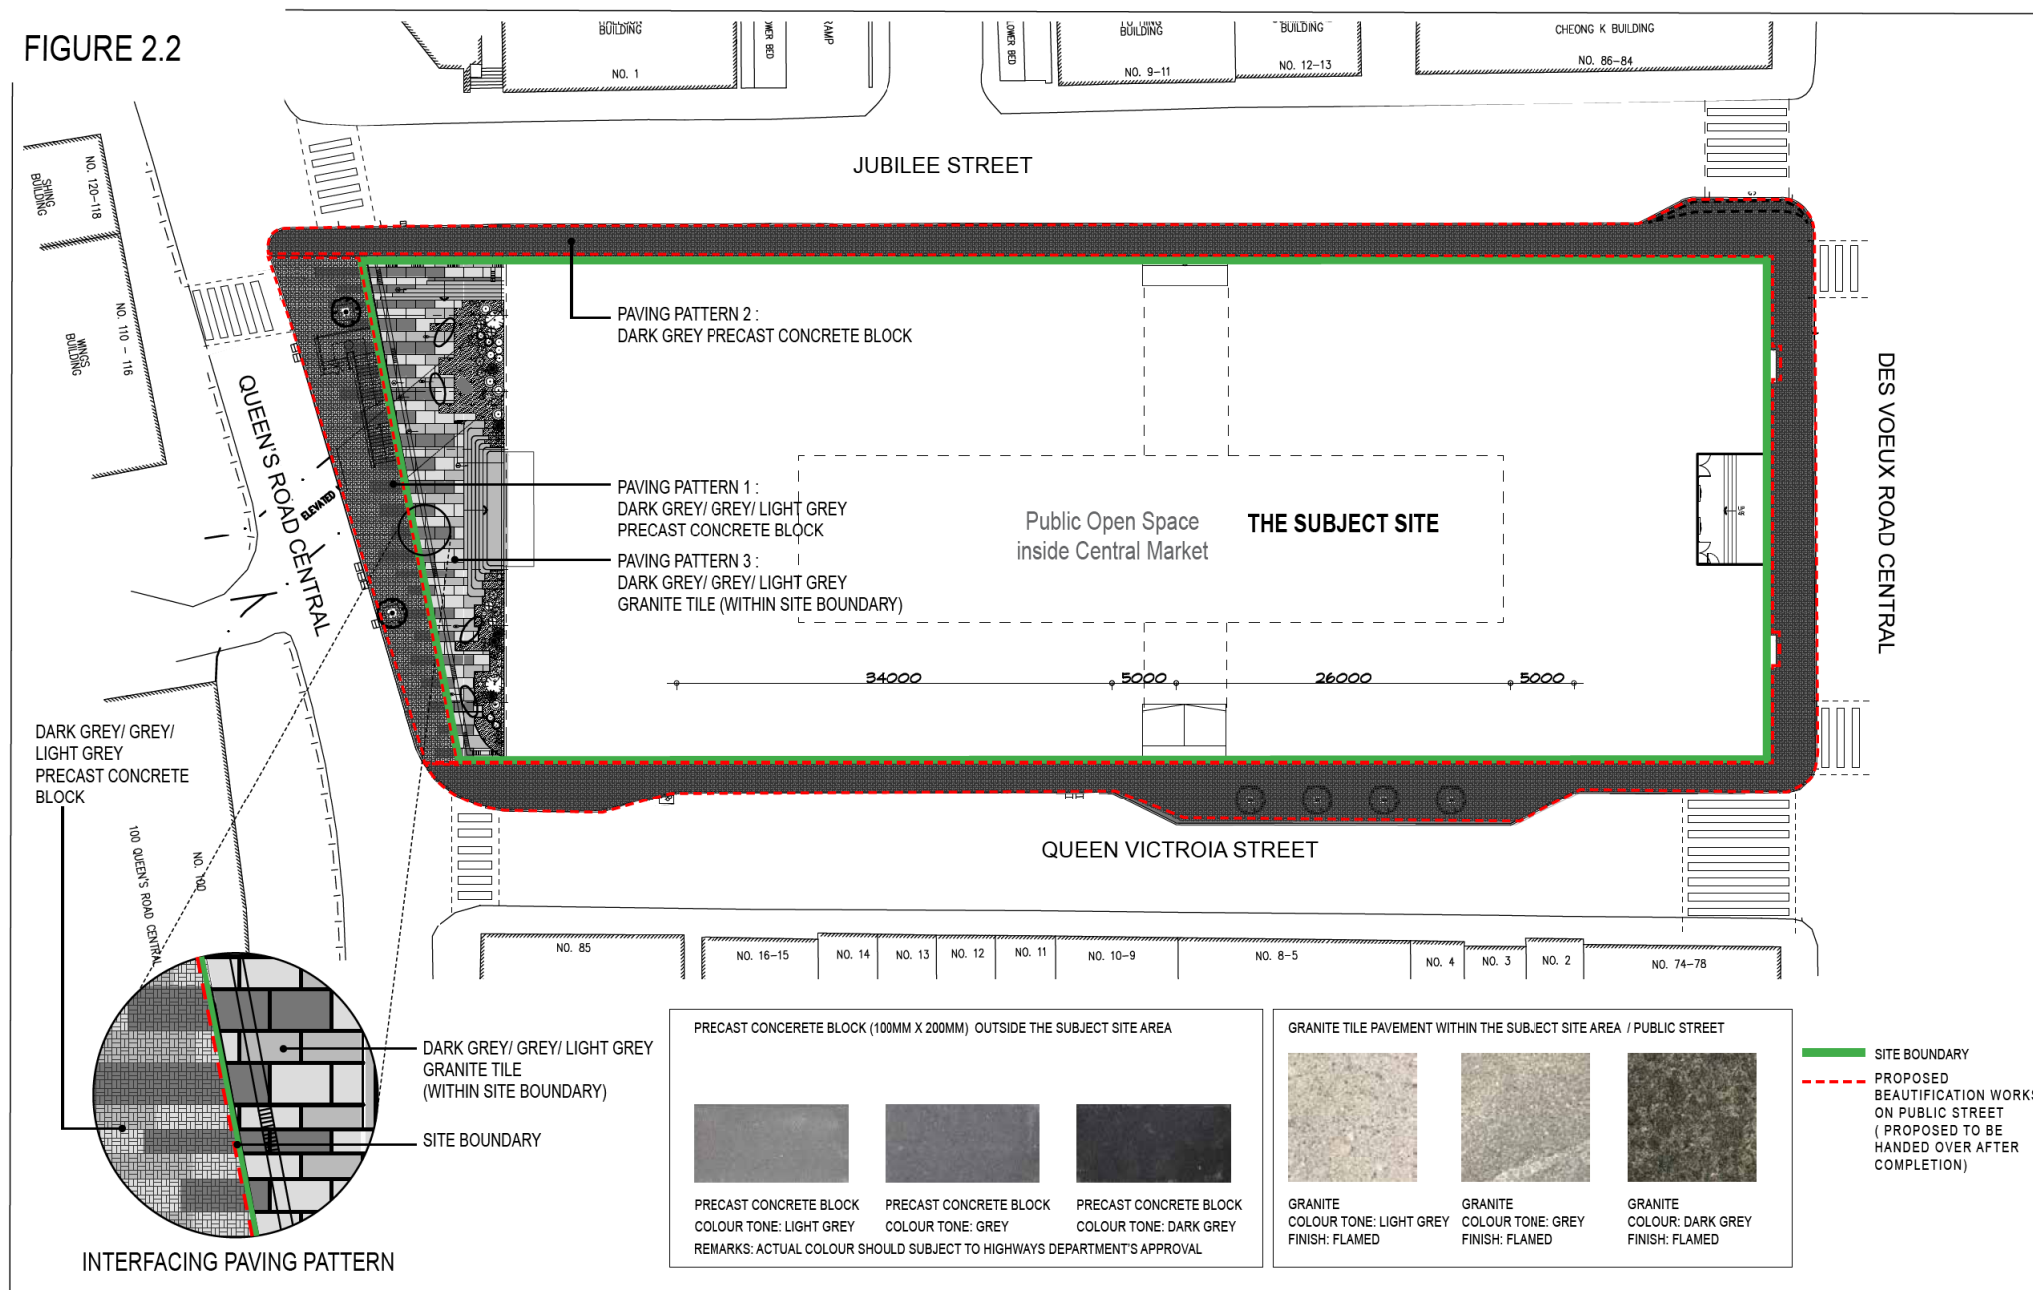 FIGURE 2.2
BUILDING
NO. 1
BUILDING
NO. 9-11
BUILDING
NO. 12-13
CHEONG K BUILDING
NO. 86-84
JUBILEE STREET
NO. 120-118
SHING
BUILDING
NO. 110 - 116
WINGS
BUILDING
QUEEN'S ROAD CENTRAL
ELEVATED
PAVING PATTERN 2 :
DARK GREY PRECAST CONCRETE BLOCK
PAVING PATTERN 1 :
DARK GREY/ GREY/ LIGHT GREY
PRECAST CONCRETE BLOCK
PAVING PATTERN 3 :
DARK GREY/ GREY/ LIGHT GREY
GRANITE TILE (WITHIN SITE BOUNDARY)
Public Open Space
inside Central Market
THE SUBJECT SITE
DES VOEUX ROAD CENTRAL
34000
5000
26000
5000
QUEEN VICTROIA STREET
DARK GREY/ GREY/
LIGHT GREY
PRECAST CONCRETE
BLOCK
100 QUEEN'S ROAD CENTRAL
NO. 100
NO. 85
NO. 16-15
NO. 14
NO. 13
NO. 12
NO. 11
NO. 10-9
NO. 8-5
NO. 4
NO. 3
NO. 2
NO. 74-78
DARK GREY/ GREY/ LIGHT GREY
GRANITE TILE
(WITHIN SITE BOUNDARY)
SITE BOUNDARY
INTERFACING PAVING PATTERN
PRECAST CONCERETE BLOCK (100MM X 200MM) OUTSIDE THE SUBJECT SITE AREA
PRECAST CONCRETE BLOCK
COLOUR TONE: LIGHT GREY
PRECAST CONCRETE BLOCK
COLOUR TONE: GREY
PRECAST CONCRETE BLOCK
COLOUR TONE: DARK GREY
REMARKS: ACTUAL COLOUR SHOULD SUBJECT TO HIGHWAYS DEPARTMENT'S APPROVAL
GRANITE TILE PAVEMENT WITHIN THE SUBJECT SITE AREA / PUBLIC STREET
GRANITE
COLOUR TONE: LIGHT GREY
FINISH: FLAMED
GRANITE
COLOUR TONE: GREY
FINISH: FLAMED
GRANITE
COLOUR: DARK GREY
FINISH: FLAMED
SITE BOUNDARY
PROPOSED
BEAUTIFICATION WORKS
ON PUBLIC STREET
( PROPOSED TO BE
HANDED OVER AFTER
COMPLETION)